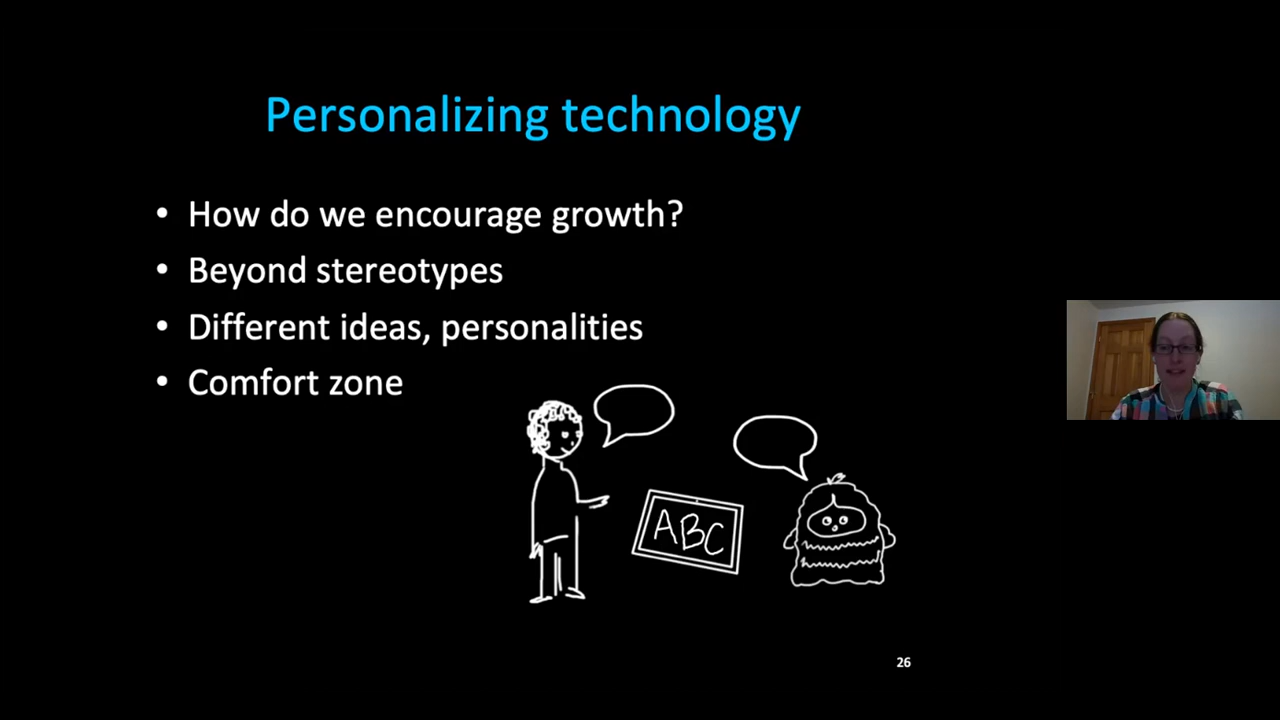 Personalizing technology
• How do we encourage growth?
• Beyond stereotypes
• Different ideas, personalities
• Comfort zone
ABC
26